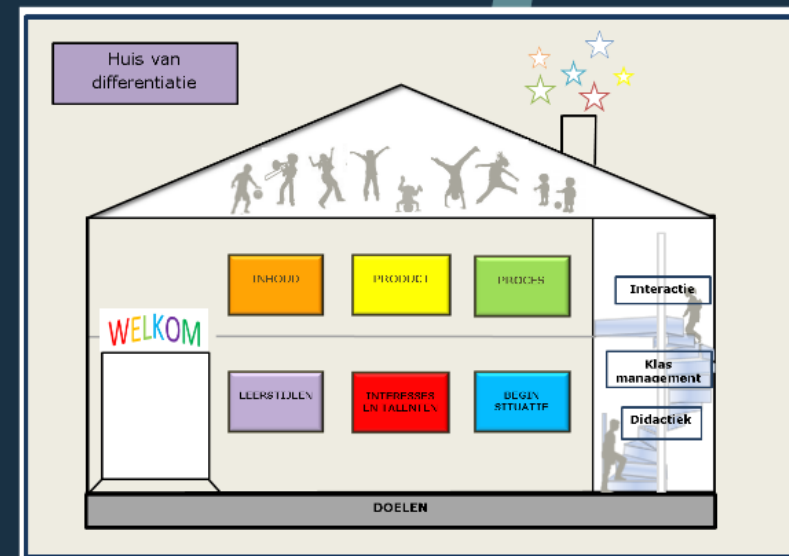 Huis van
differentiatie
INHOUD
PRODUCT
PROCES
Interactie
WELKOM
Klas
management
LEERSTIJLEN
INTERESSES
EN TALENTEN
BEGIN
SITUATIE
Didactiek
DOELEN